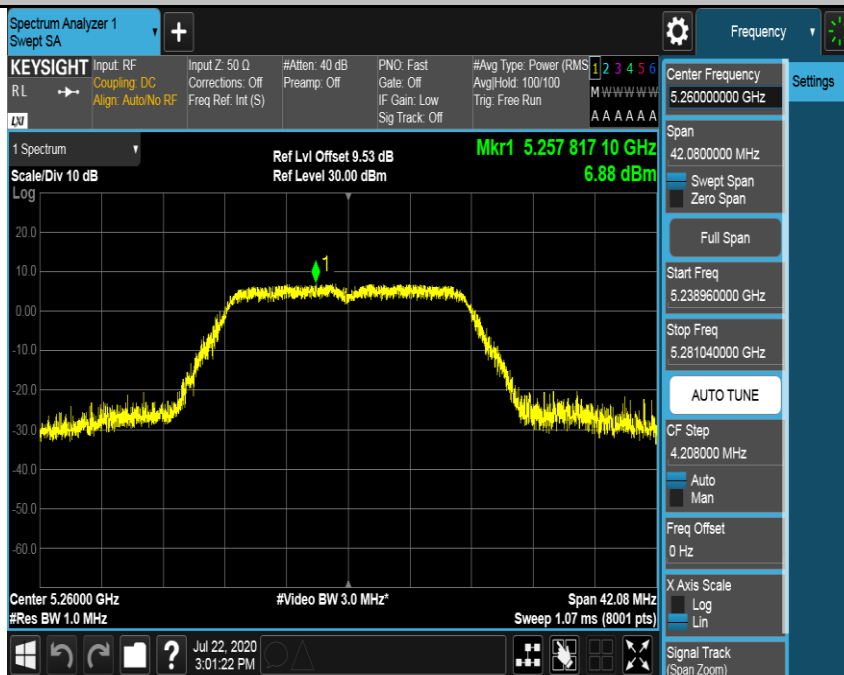 Spectrum Analyzer 1
Swept SA
+
Frequency
KEYSIGHT
RL
LXI
Input: RF
Coupling: DC
Align: Auto/No RF
Input Z: 50 Ω
Corrections: Off
Freq Ref: Int (S)
#Atten: 40 dB
Preamp: Off
PNO: Fast
Gate: Off
IF Gain: Low
Sig Track: Off
#Avg Type: Power (RMS
Avg|Hold: 100/100
Trig: Free Run
1 2 3 4 5 6
M W W W W W
A A A A A A
Center Frequency
5.260000000 GHz
Settings
Span
42.0800000 MHz
Swept Span
Zero Span
Full Span
Start Freq
5.238960000 GHz
Stop Freq
5.281040000 GHz
AUTO TUNE
CF Step
4.208000 MHz
Auto
Man
Freq Offset
0 Hz
X Axis Scale
Log
Lin
Signal Track
(Span Zoom)
1 Spectrum
Scale/Div 10 dB
Log
Ref Lvl Offset 9.53 dB
Ref Level 30.00 dBm
Mkr1 5.257 817 10 GHz
6.88 dBm
1
20.0
10.0
0.00
-10.0
-20.0
-30.0
-40.0
-50.0
-60.0
Center 5.26000 GHz
#Res BW 1.0 MHz
#Video BW 3.0 MHz*
Span 42.08 MHz
Sweep 1.07 ms (8001 pts)
?
Jul 22, 2020
3:01:22 PM